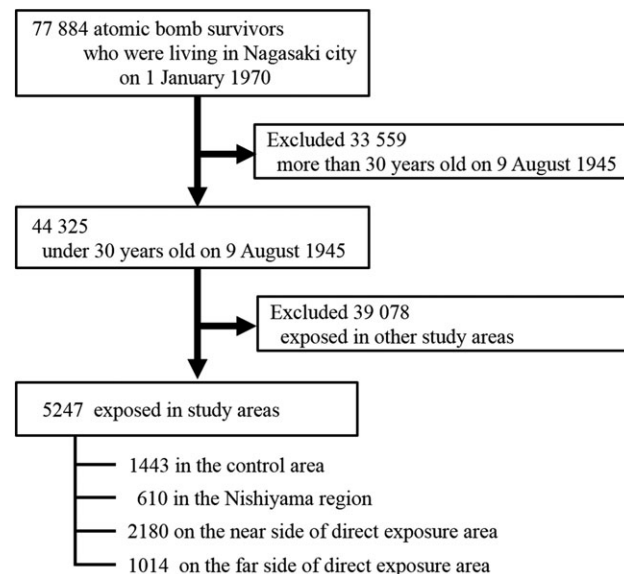 77 884 atomic bomb survivors
who were living in Nagasaki city
on 1 January 1970
Excluded 33 559
more than 30 years old on 9 August 1945
44 325
under 30 years old on 9 August 1945
Excluded 39 078
exposed in other study areas
5247 exposed in study areas
1443 in the control area
610 in the Nishiyama region
2180 on the near side of direct exposure area
1014 on the far side of direct exposure area